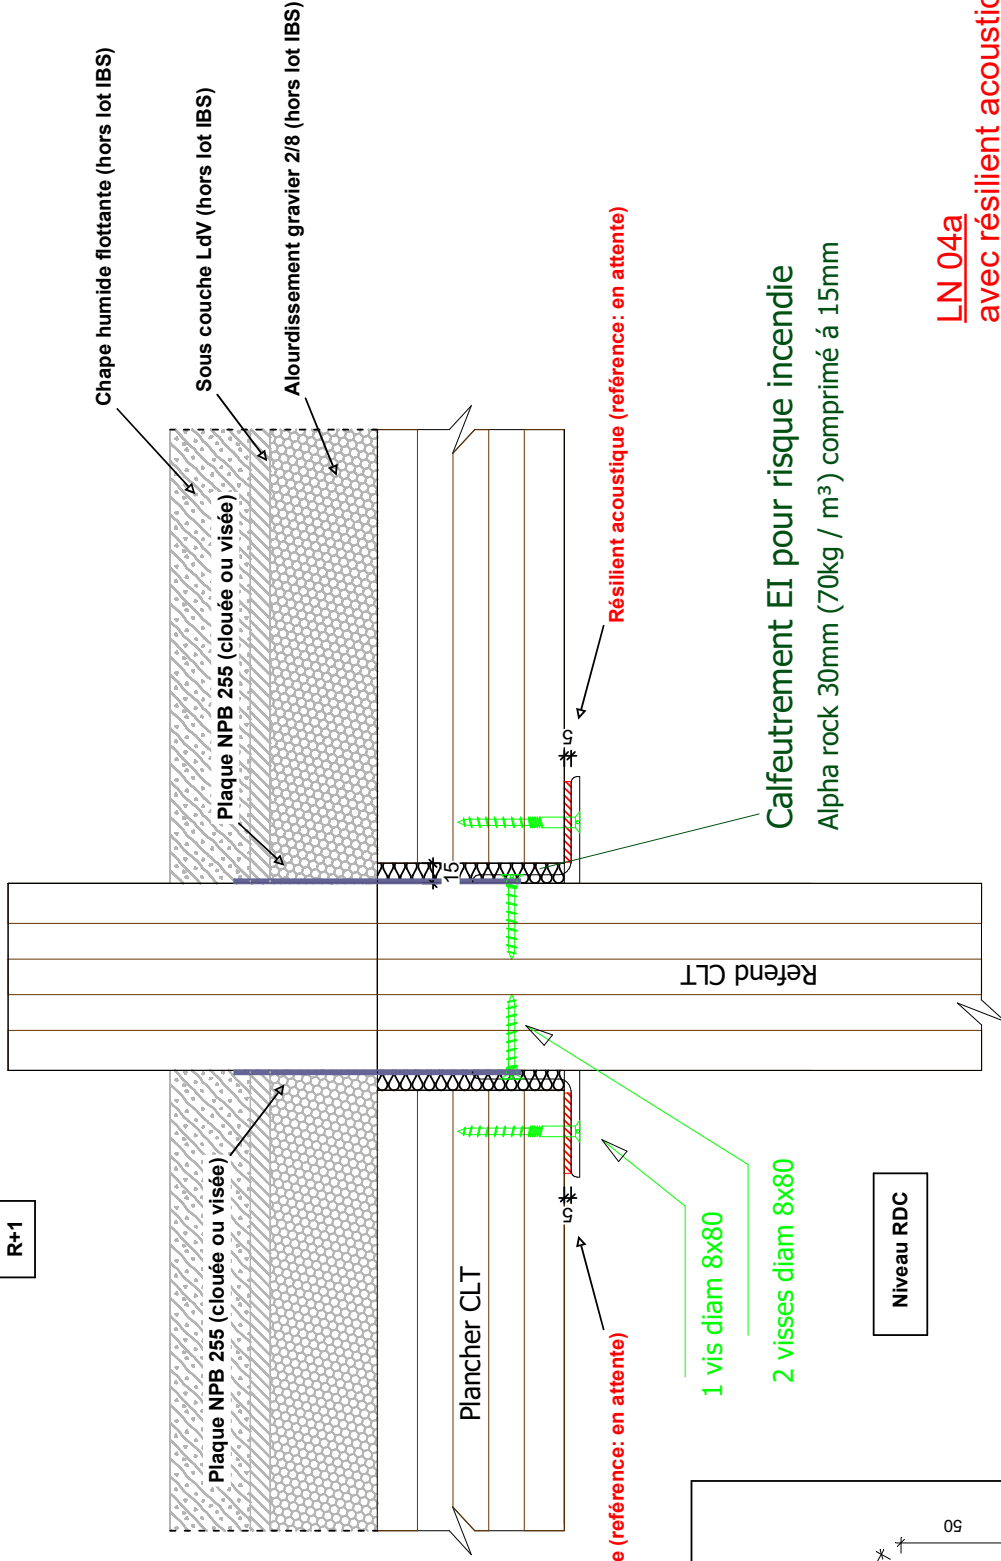 R+1
Chape humide flottante (hors lot IBS)
Sous couche LdV (hors lot IBS)
Alourdissement gravier 2/8 (hors lot IBS)
Plaque NPB 255 (clouée ou visée)
Plaque NPB 255 (clouée ou visée)
Plancher CLT
15
5
5
Refend CLT
Résilient acoustique (reférence: en attente)
e (reférence: en attente)
1 vis diam 8x80
2 visses diam 8x80
Calfeutrement EI pour risque incendie
Alpha rock 30mm (70kg / m³) comprimé á 15mm
Niveau RDC
LN 04a
avec résilient acoustic
50